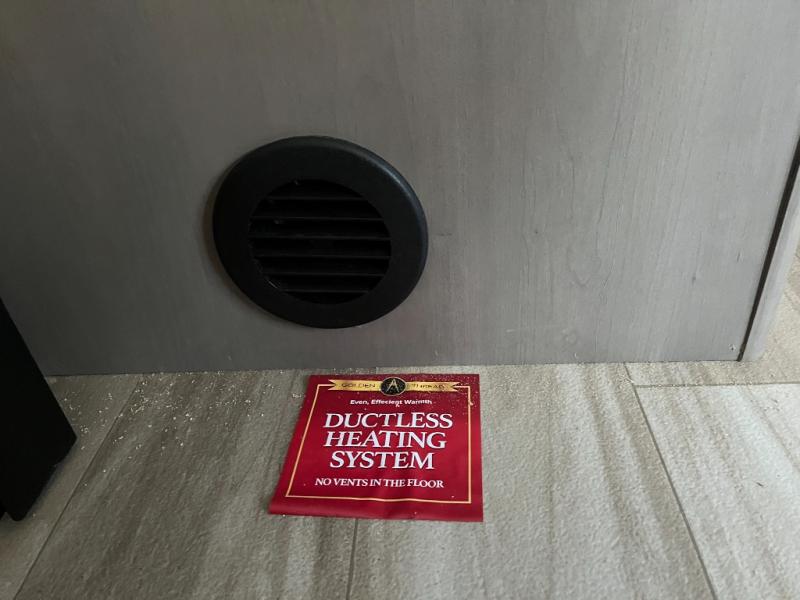 GOLDEN A THREAD
Even, Effecient Warmth
DUCTLESS
HEATING
SYSTEM
NO VENTS IN THE FLOOR